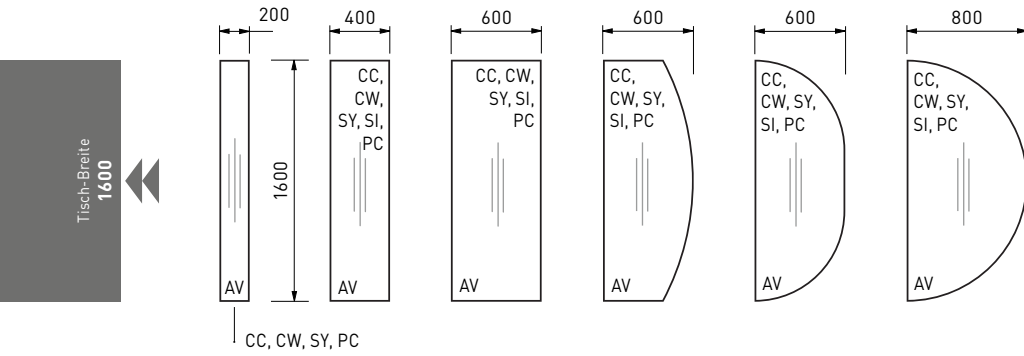 200
400
600
600
600
800
Tisch-Breite
1600
1600
CC,
CW,
SY, SI,
PC
CC, CW,
SY, SI,
PC
CC,
CW, SY,
SI, PC
CC,
CW, SY,
SI, PC
CC,
CW, SY,
SI, PC
AV
AV
AV
AV
AV
AV
CC, CW, SY, PC